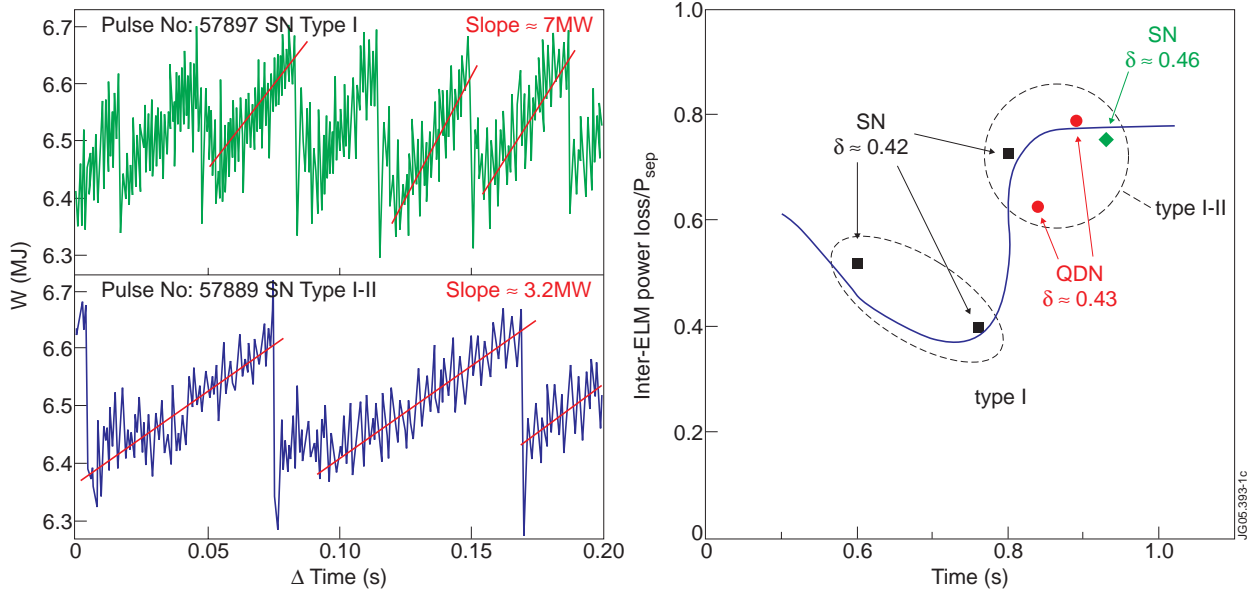 Pulse No: 57897 SN Type I
Slope ≈ 7MW
6.7
6.6
6.5
6.4
6.3
W (MJ)
Pulse No: 57889 SN Type I-II
Slope ≈ 3.2MW
6.7
6.6
6.5
6.4
6.3
0
0.05
0.10
0.15
0.20
Δ Time (s)
1.0
0.8
0.6
0.4
0.2
0
Inter-ELM power loss/Psep
SN
δ ≈ 0.46
SN
δ ≈ 0.42
type I-II
QDN
δ ≈ 0.43
type I
0
0.6
0.8
1.0
Time (s)
JG05.393-1c